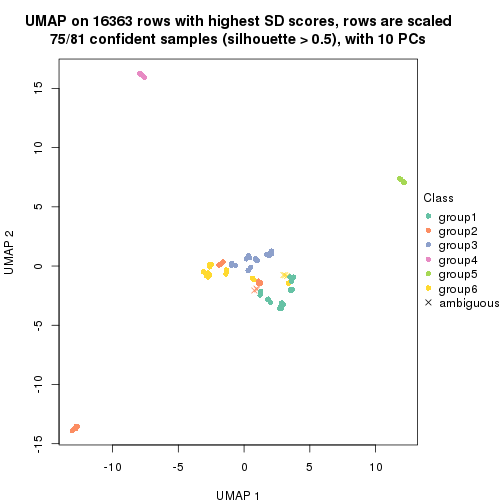 UMAP on 16363 rows with highest SD scores, rows are scaled
75/81 confident samples (silhouette > 0.5), with 10 PCs
15
10
5
0
-5
-10
-15
UMAP 2
-10
-5
0
5
10
UMAP 1
Class
group1
group2
group3
group4
group5
group6
ambiguous